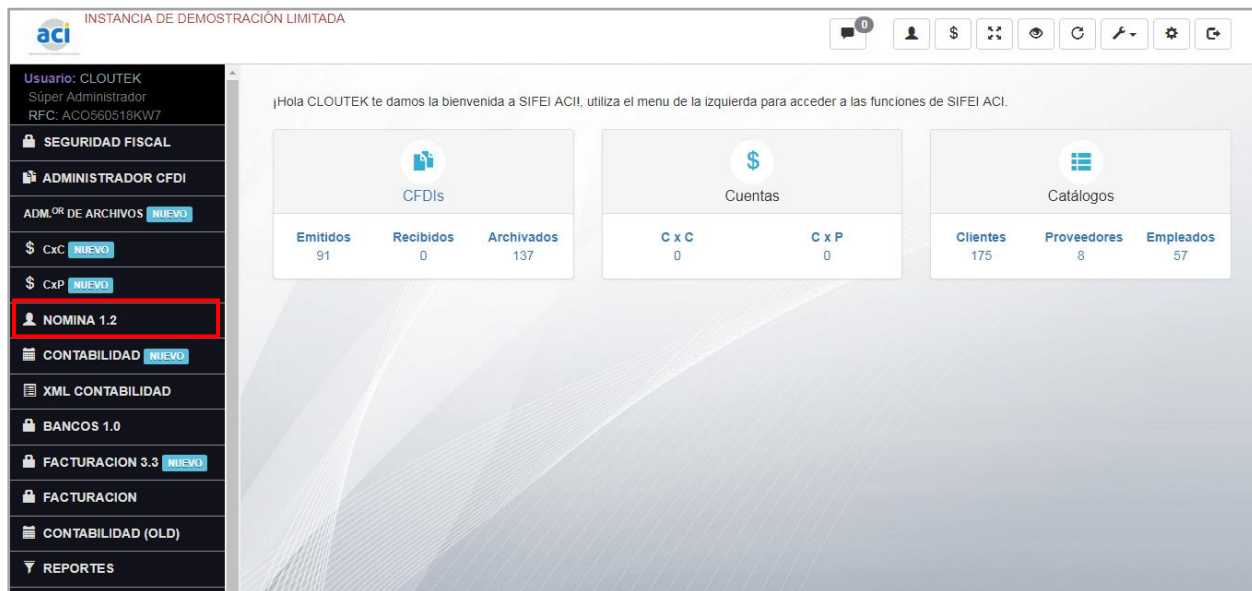 aci
INSTANCIA DE DEMOSTRACIÓN LIMITADA
0
$
Usuario: CLOUTEK
Súper Administrador
RFC: ACO560518KW7
SEGURIDAD FISCAL
ADMINISTRADOR CFDI
ADM.OR DE ARCHIVOS NUEVO
$ CxC NUEVO
$ CxP NUEVO
NOMINA 1.2
CONTABILIDAD NUEVO
XML CONTABILIDAD
BANCOS 1.0
FACTURACION 3.3 NUEVO
FACTURACION
CONTABILIDAD (OLD)
REPORTES
¡Hola CLOUTEK te damos la bienvenida a SIFEI ACI!, utiliza el menu de la izquierda para acceder a las funciones de SIFEI ACI.
CFDIs
Emitidos Recibidos Archivados
91 0 137
$
Cuentas
C x C C x P
0 0
Catálogos
Clientes Proveedores Empleados
175 8 57